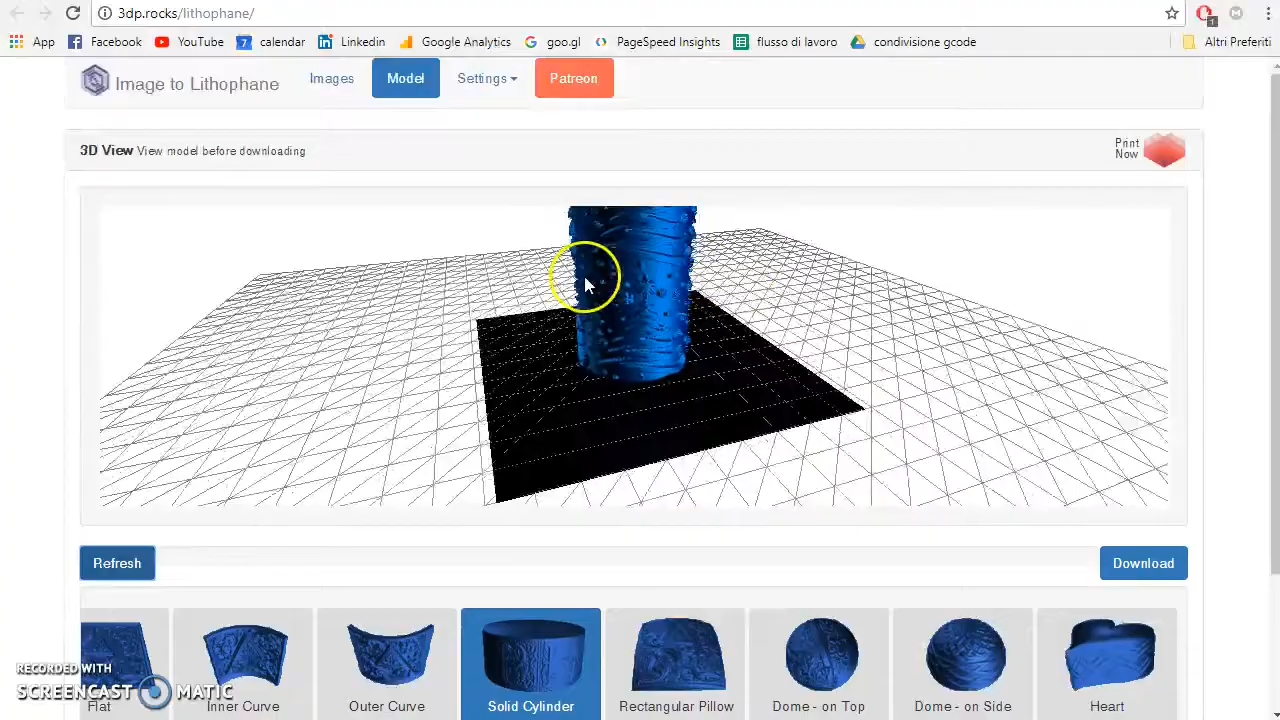 3dp.rocks/lithophane/
App Facebook YouTube calendar Linkedin Google Analytic goo.gl PageSpeed Insights flusso di lavoro condivisione gcode Altri Preferiti
Image to Lithophane Images Model Settings Patreon
3D View View model before downloading
Print Now
Refresh Download
Flat Inner Curve Outer Curve Solid Cylinder Rectangular Pillow Dome - on Top Dome - on Side Heart
RECORDED WITH
SCREENCAST MATIC